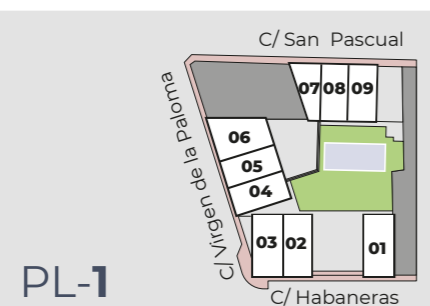 C/ San Pascual
07 08 09
C/ Virgen de la Paloma
06
05
04
03 02 01
PL-1
C/ Habaneras